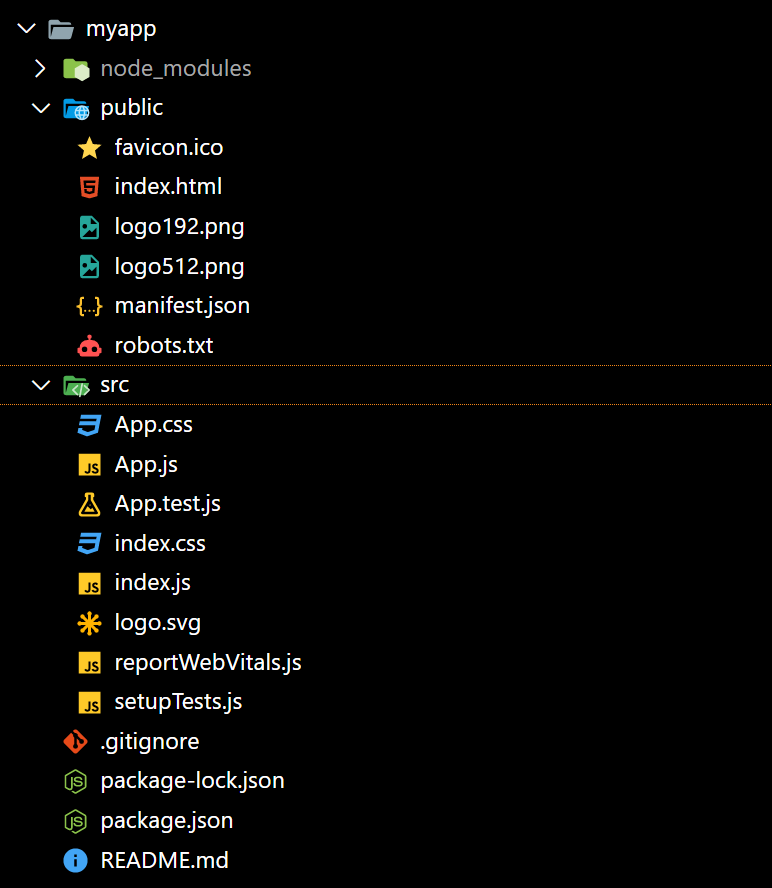 myapp
node_modules
public
favicon.ico
index.html
logo192.png
logo512.png
manifest.json
robots.txt
src
App.css
App.js
App.test.js
index.css
index.js
logo.svg
reportWebVitals.js
setupTests.js
.gitignore
package-lock.json
package.json
README.md